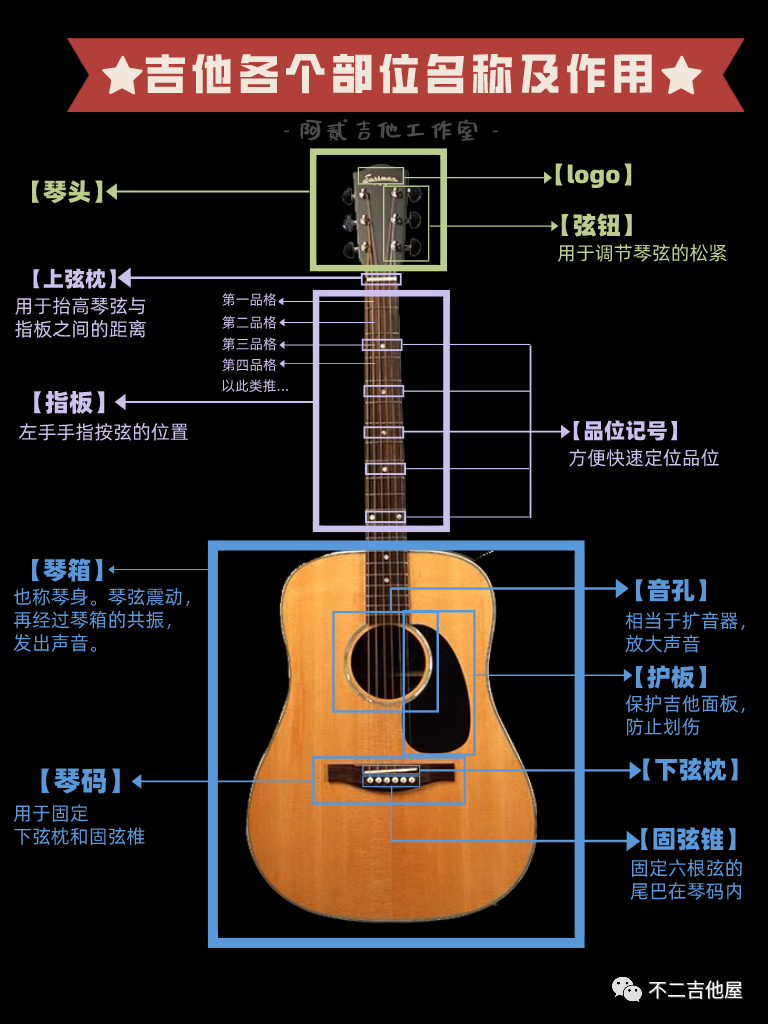 ★吉他各个部位名称及作用★
- 阿贰吉他工作室 -
【琴头】
Eastman
【logo】
【弦钮】
用于调节琴弦的松紧
【上弦枕】
用于抬高琴弦与
指板之间的距离
第一品格
第二品格
第三品格
第四品格
以此类推...
【指板】
左手手指按弦的位置
【品位记号】
方便快速定位品位
【琴箱】
也称琴身。琴弦震动，
再经过琴箱的共振，
发出声音。
【音孔】
相当于扩音器，
放大声音
【护板】
保护吉他面板，
防止划伤
【琴码】
用于固定
下弦枕和固弦椎
【下弦枕】
【固弦锥】
固定六根弦的
尾巴在琴码内
不二吉他屋